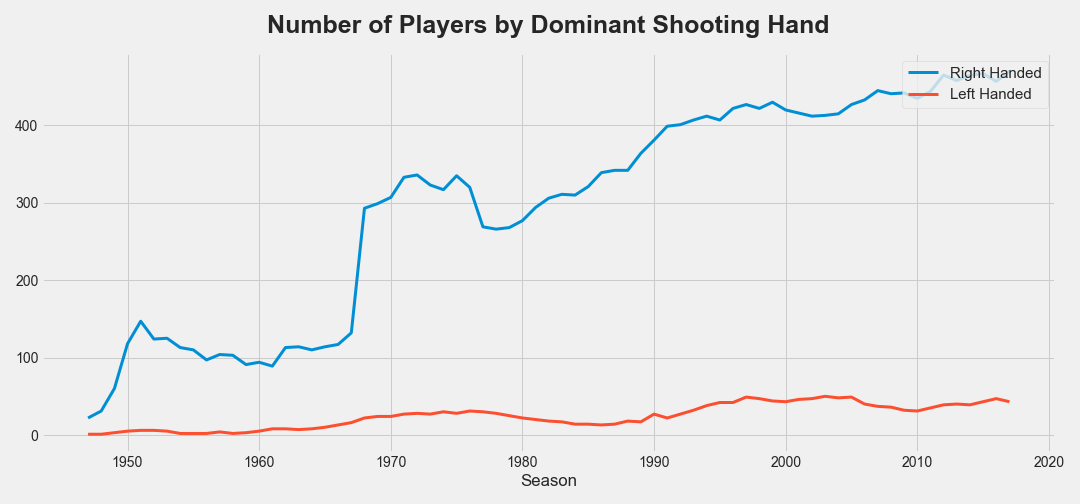 Number of Players by Dominant Shooting Hand
Right Handed
Left Handed
400
300
200
100
0
1950 1960 1970 1980 1990 2000 2010 2020
Season